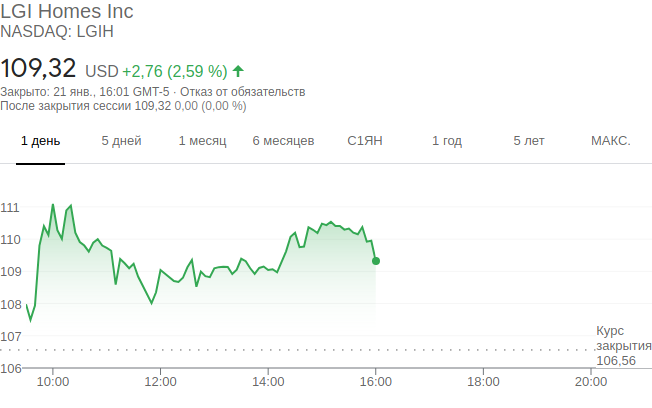 LGI Homes Inc
NASDAQ: LGIH
109,32 USD +2,76 (2,59 %)
Закрыто: 21 янв., 16:01 GMT-5 · Отказ от обязательств
После закрытия сессии 109,32 0,00 (0,00 %)
1 день 5 дней 1 месяц 6 месяцев С1ЯН 1 год 5 лет МАКС.
111
110
109
108
107
Курс
закрытия
106,56
106
10:00 12:00 14:00 16:00 18:00 20:00